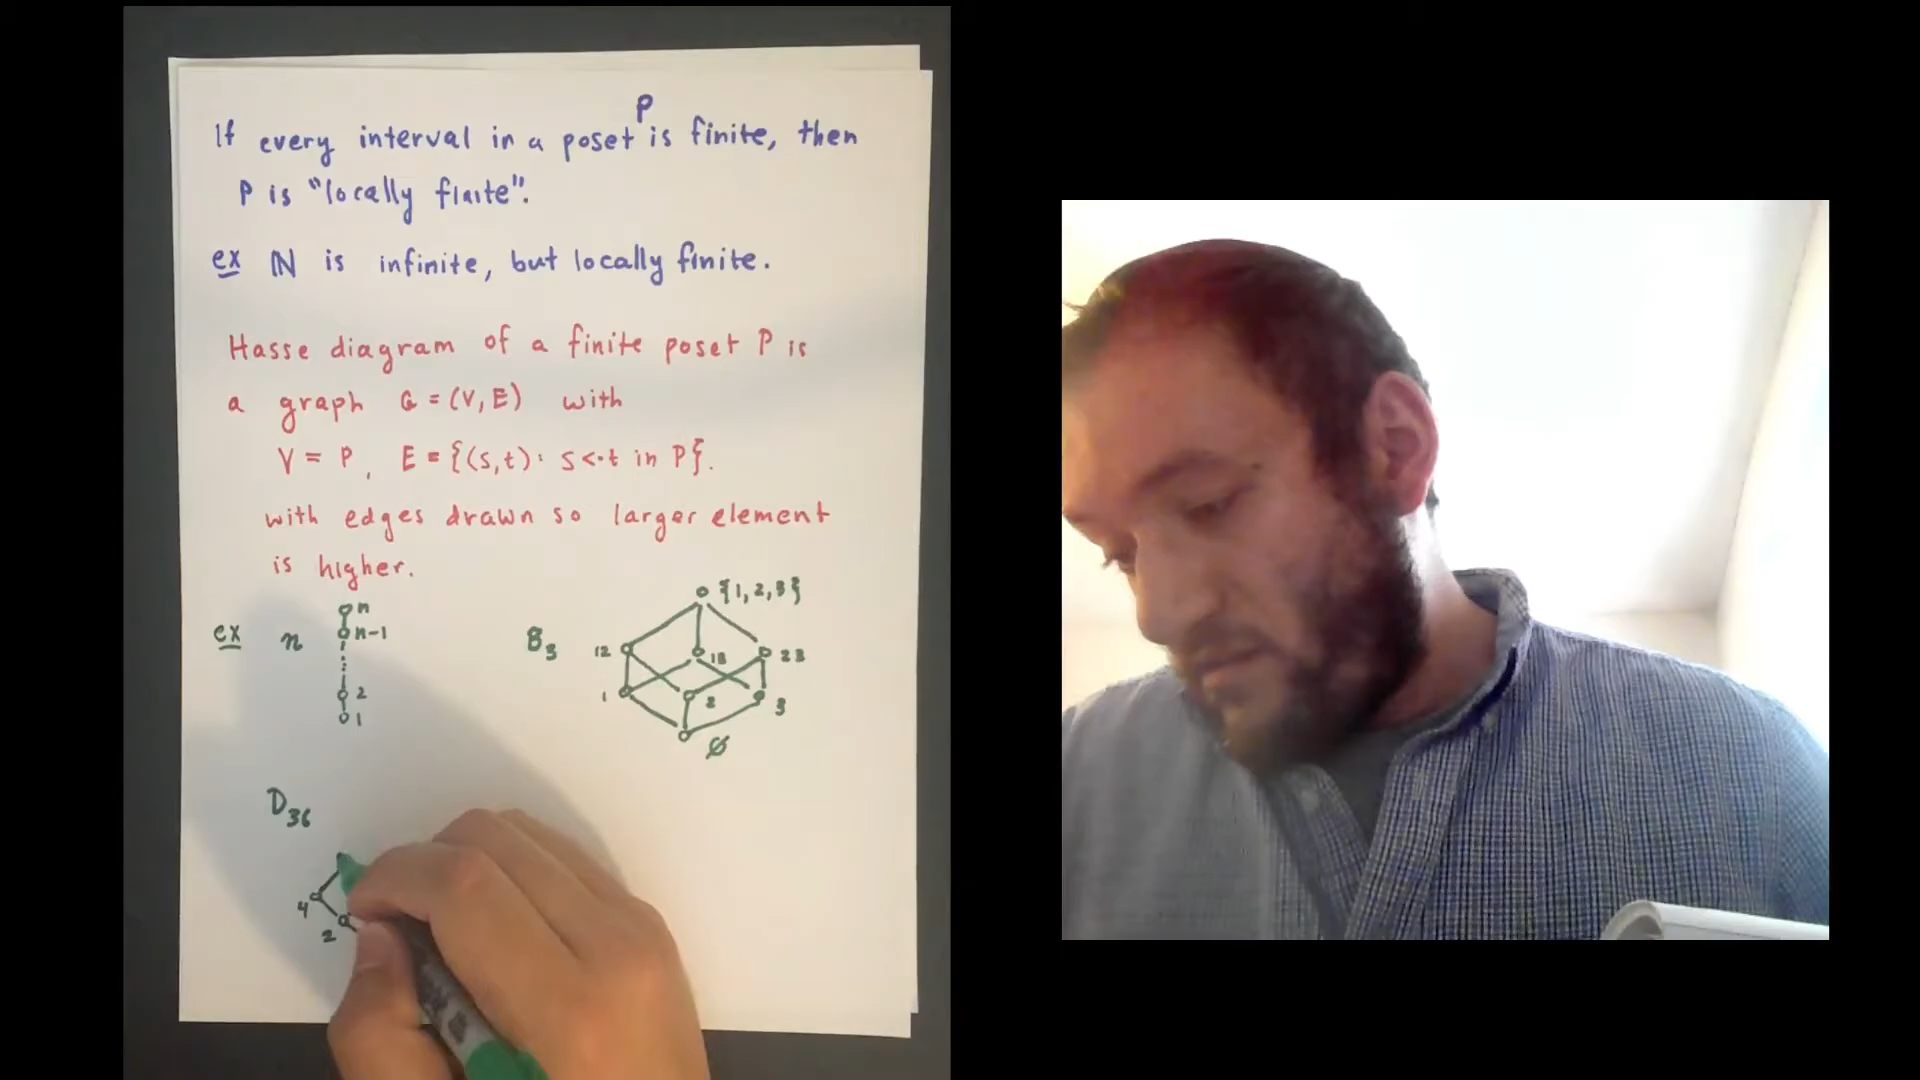 If every interval in a poset P is finite, then
P is "locally finite".
ex ℕ is infinite, but locally finite.
Hasse diagram of a finite poset P is
a graph G = (V, E) with
V = P, E = {(s,t): s<·t in P}.
with edges drawn so larger element
is higher.
ex n
n
n-1
2
1
B₃
{1,2,3}
12 13 23
1 2 3
∅
D₃₆
4
2